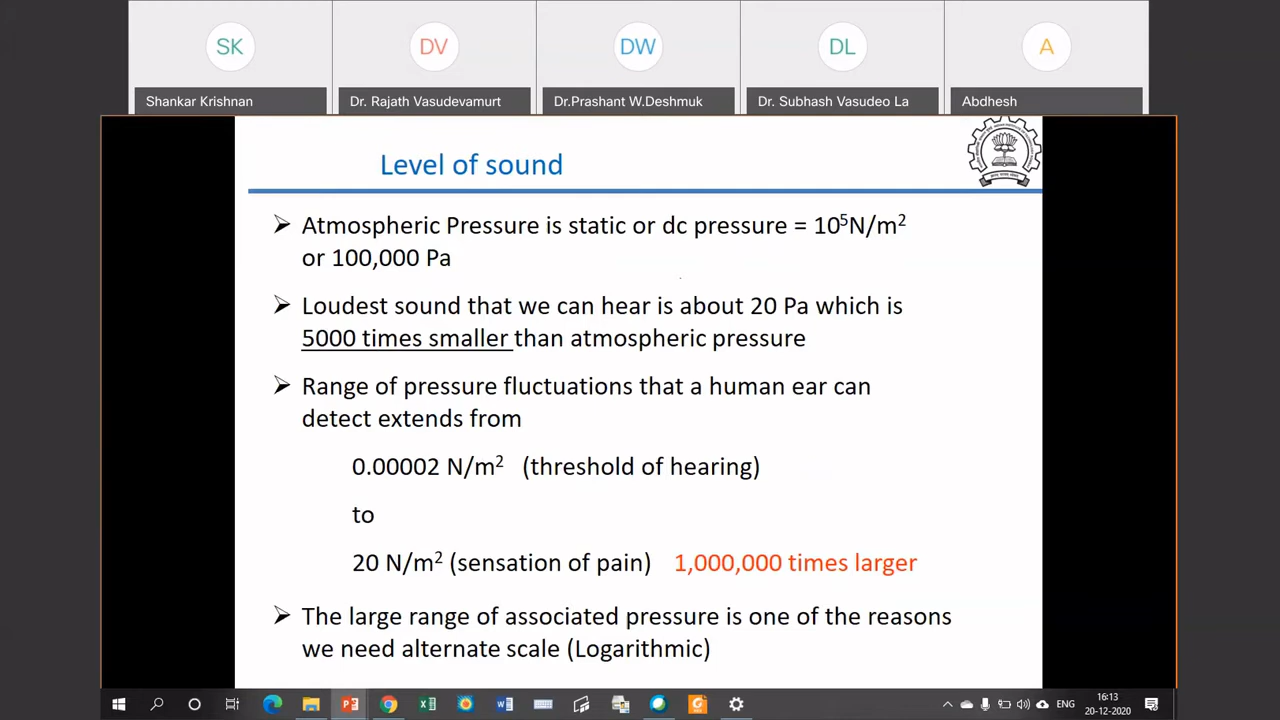 SK
DV
DW
DL
A
Shankar Krishnan
Dr. Rajath Vasudevamurt
Dr.Prashant W.Deshmuk
Dr. Subhash Vasudeo La
Abdhesh
Level of sound
➢ Atmospheric Pressure is static or dc pressure = 10⁵N/m²
or 100,000 Pa
➢ Loudest sound that we can hear is about 20 Pa which is
5000 times smaller than atmospheric pressure
➢ Range of pressure fluctuations that a human ear can
detect extends from
0.00002 N/m² (threshold of hearing)
to
20 N/m² (sensation of pain) 1,000,000 times larger
➢ The large range of associated pressure is one of the reasons
we need alternate scale (Logarithmic)
ENG
16:13
20-12-2020